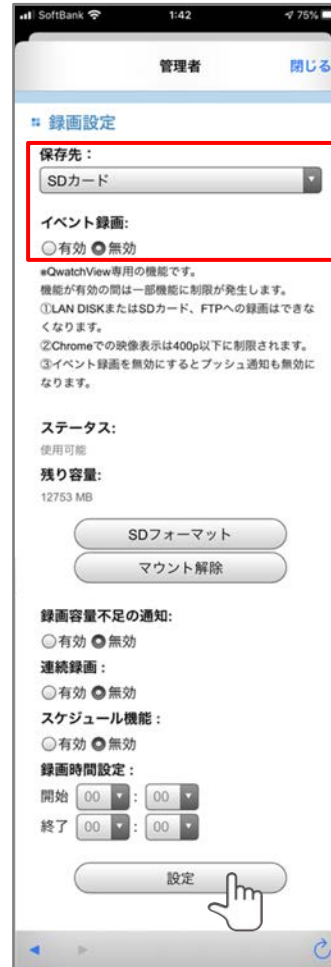 SoftBank 1:42 75%
管理者 閉じる
録画設定
保存先：
SDカード
イベント録画:
有効 無効
※QwatchView専用の機能です。
機能が有効の間は一部機能に制限が発生します。
①LAN DISKまたはSDカード、FTPへの録画はできな
くなります。
②Chromeでの映像表示は400p以下に制限されます。
③イベント録画を無効にするとプッシュ通知も無効に
なります。
ステータス:
使用可能
残り容量:
12753 MB
SDフォーマット
マウント解除
録画容量不足の通知:
有効 無効
連続録画：
有効 無効
スケジュール機能：
有効 無効
録画時間設定：
開始 00 : 00
終了 00 : 00
設定